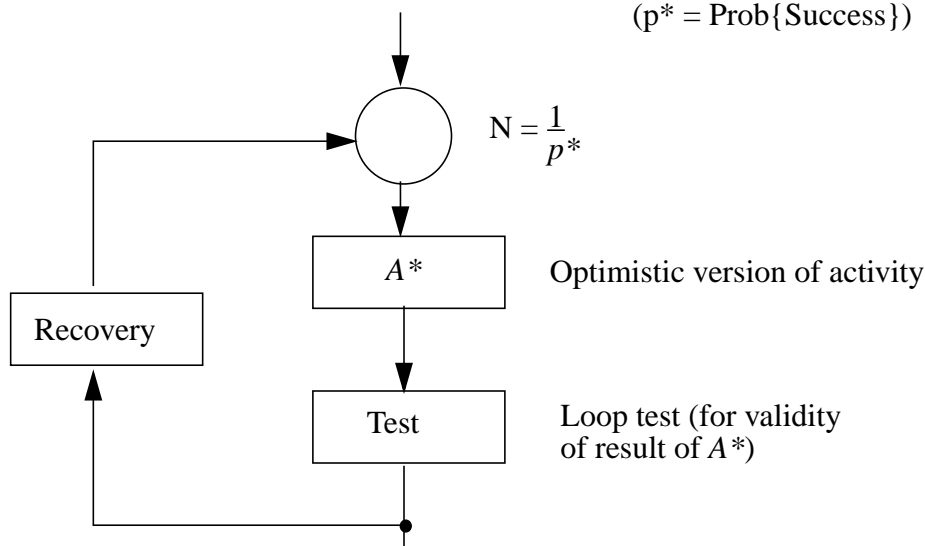 (p* = Prob{Success})
N = 1/p*
A*
Optimistic version of activity
Recovery
Test
Loop test (for validity
of result of A*)